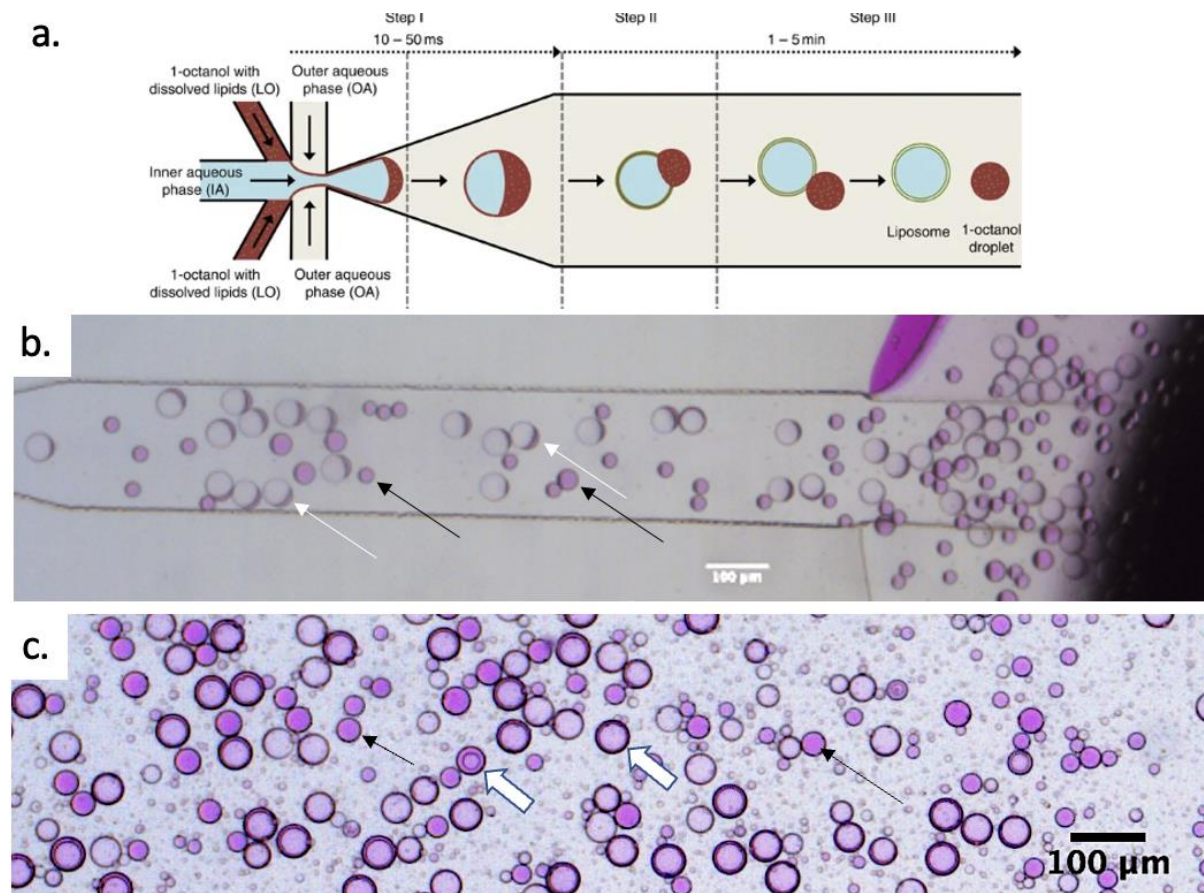 a.
Step I
Step II
Step III
10 – 50 ms
1 – 5 min
1-octanol with
dissolved lipids (LO)
Outer aqueous
phase (OA)
Inner aqueous
phase (IA)
Liposome
1-octanol
droplet
1-octanol with
dissolved lipids (LO)
Outer aqueous
phase (OA)
b.
100 µm
c.
100 µm